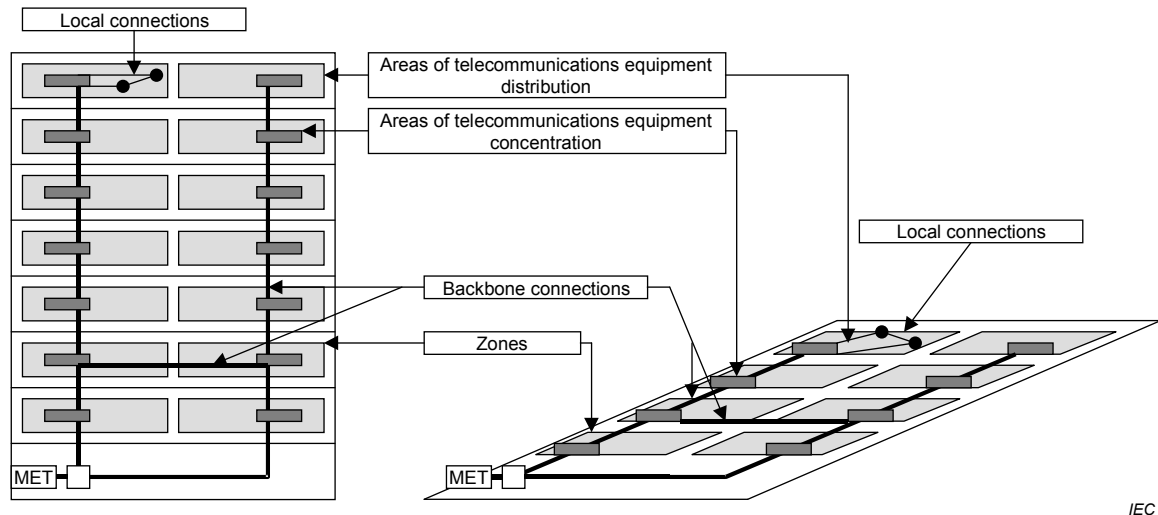 Local connections
Areas of telecommunications equipment
distribution
Areas of telecommunications equipment
concentration
Local connections
Backbone connections
Zones
MET
MET
IEC